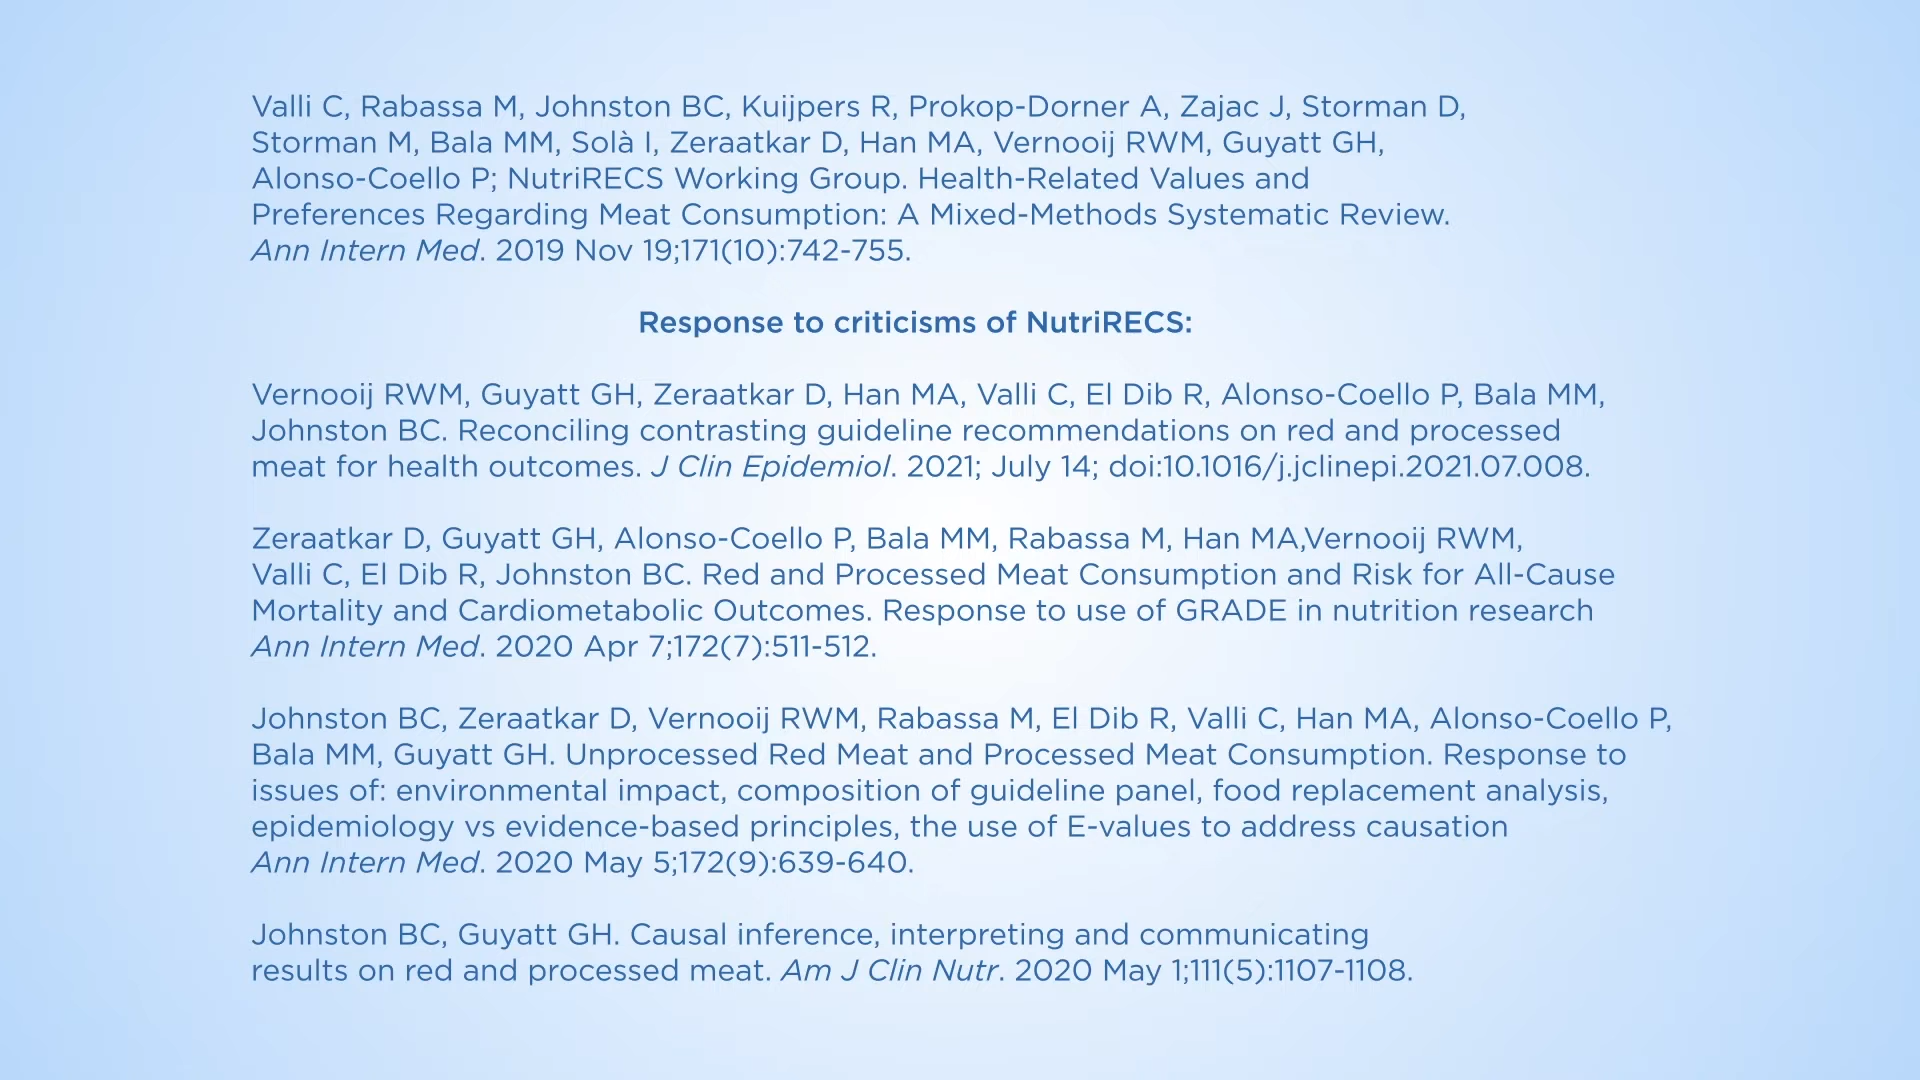 Valli C, Rabassa M, Johnston BC, Kuijpers R, Prokop-Dorner A, Zajac J, Storman D,
Storman M, Bala MM, Solà I, Zeraatkar D, Han MA, Vernooij RWM, Guyatt GH,
Alonso-Coello P; NutriRECS Working Group. Health-Related Values and
Preferences Regarding Meat Consumption: A Mixed-Methods Systematic Review.
Ann Intern Med. 2019 Nov 19;171(10):742-755.
Response to criticisms of NutriRECS:
Vernooij RWM, Guyatt GH, Zeraatkar D, Han MA, Valli C, El Dib R, Alonso-Coello P, Bala MM,
Johnston BC. Reconciling contrasting guideline recommendations on red and processed
meat for health outcomes. J Clin Epidemiol. 2021; July 14; doi:10.1016/j.jclinepi.2021.07.008.
Zeraatkar D, Guyatt GH, Alonso-Coello P, Bala MM, Rabassa M, Han MA,Vernooij RWM,
Valli C, El Dib R, Johnston BC. Red and Processed Meat Consumption and Risk for All-Cause
Mortality and Cardiometabolic Outcomes. Response to use of GRADE in nutrition research
Ann Intern Med. 2020 Apr 7;172(7):511-512.
Johnston BC, Zeraatkar D, Vernooij RWM, Rabassa M, El Dib R, Valli C, Han MA, Alonso-Coello P,
Bala MM, Guyatt GH. Unprocessed Red Meat and Processed Meat Consumption. Response to
issues of: environmental impact, composition of guideline panel, food replacement analysis,
epidemiology vs evidence-based principles, the use of E-values to address causation
Ann Intern Med. 2020 May 5;172(9):639-640.
Johnston BC, Guyatt GH. Causal inference, interpreting and communicating
results on red and processed meat. Am J Clin Nutr. 2020 May 1;111(5):1107-1108.